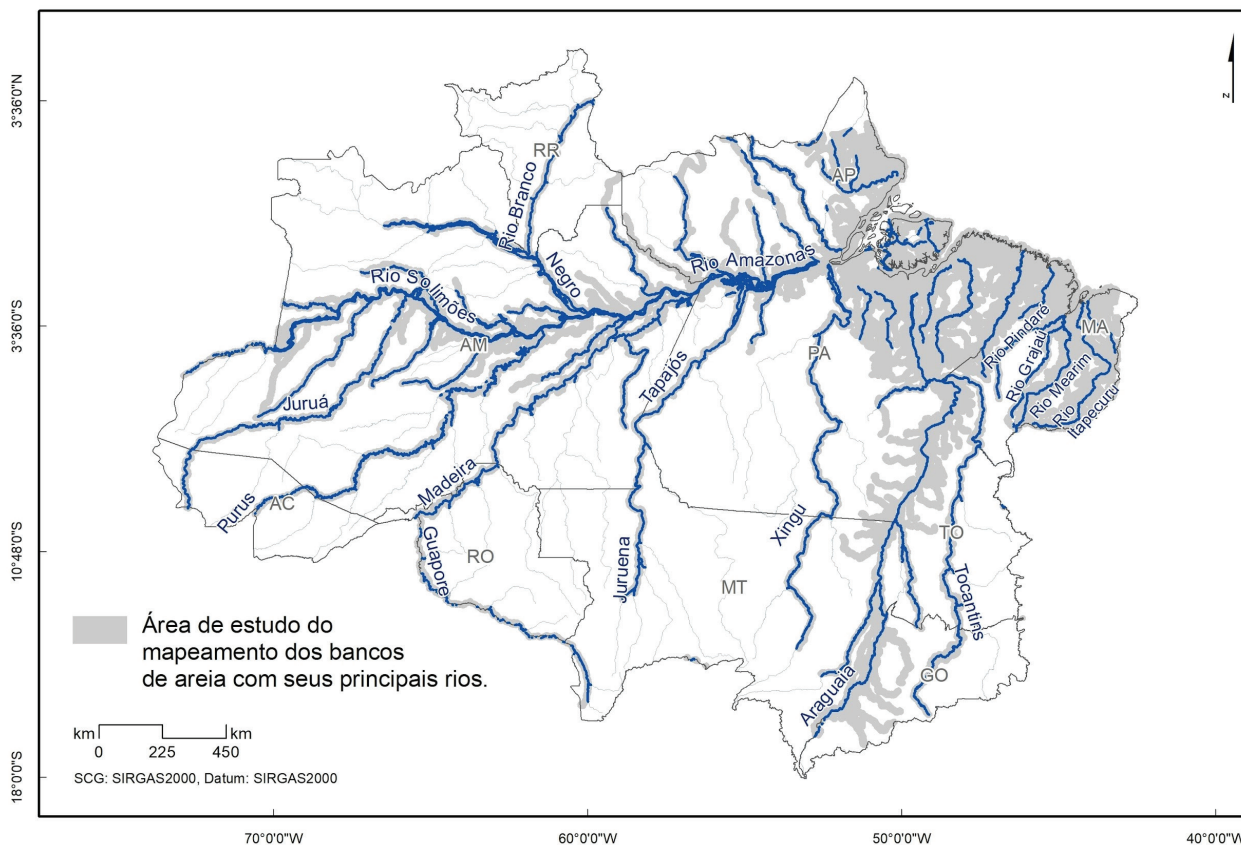 3°36'0"N
3°36'0"S
10°48'0"S
18°0'0"S
z
RR
Rio Branco
AP
Negro
Rio Amazonas
Rio Solimões
AM
PA
Tapajós
Rio Pindaré
Rio Grajaú
Rio Mearim
Rio
Itapecuru
MA
Juruá
Purus
AC
Madeira
Guapore
RO
Juruena
MT
Xingu
TO
Tocantins
Araguaia
GO
Área de estudo do
mapeamento dos bancos
de areia com seus principais rios.
km km
0 225 450
SCG: SIRGAS2000, Datum: SIRGAS2000
70°0'0"W 60°0'0"W 50°0'0"W 40°0'0"W